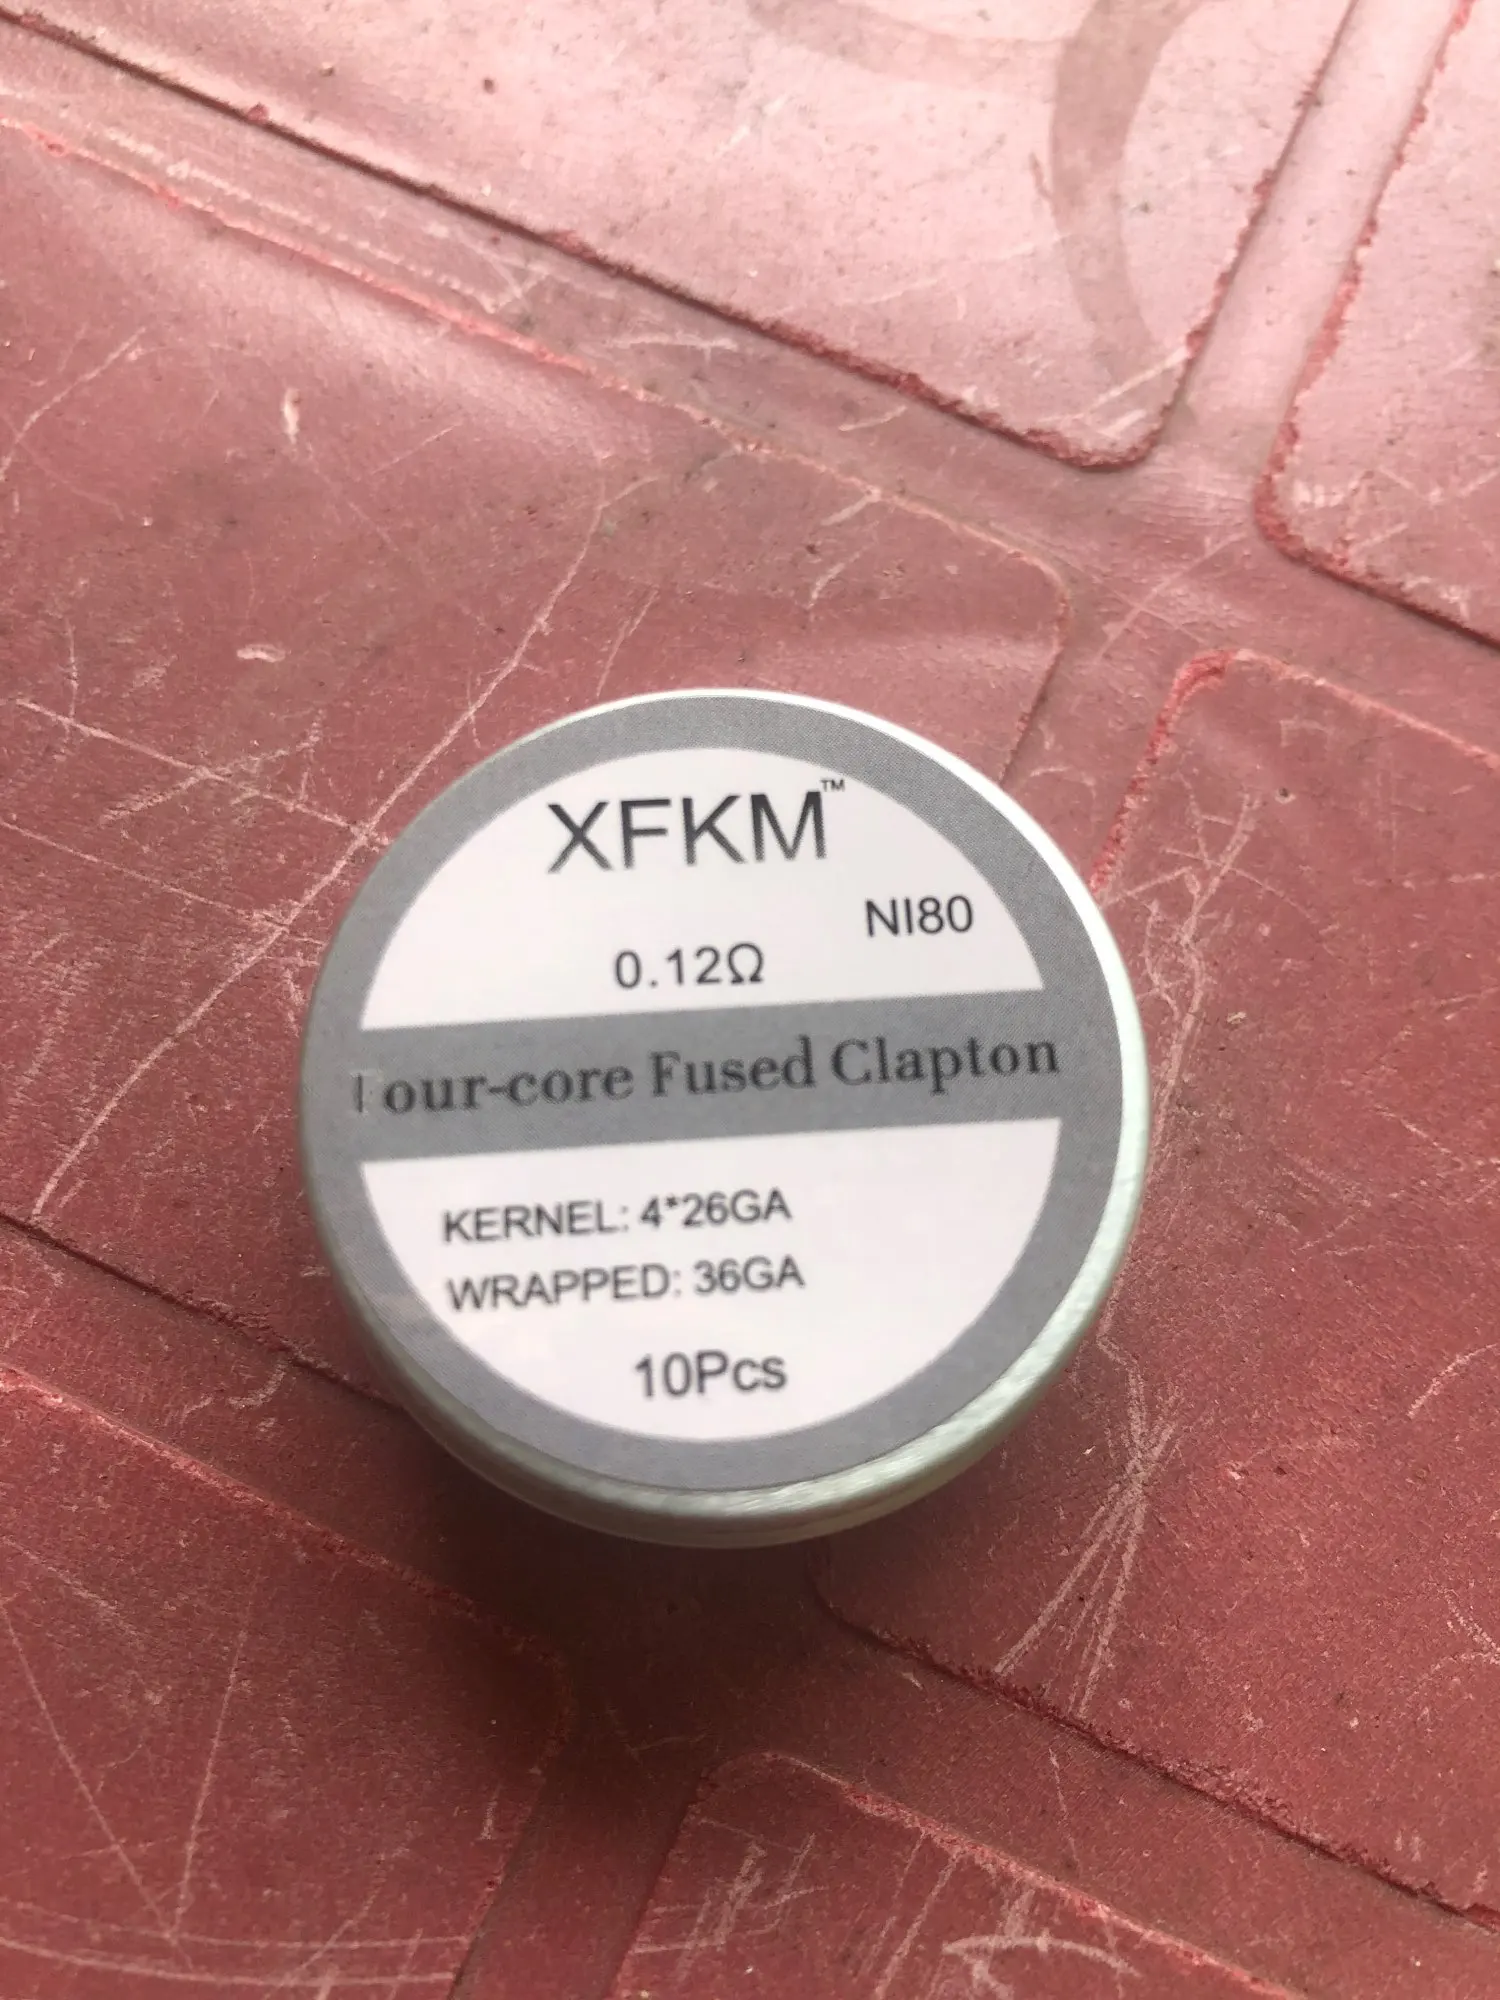 XFKM™
NI80
0.12Ω
Four-core Fused Clapton
KERNEL: 4*26GA
WRAPPED: 36GA
10Pcs